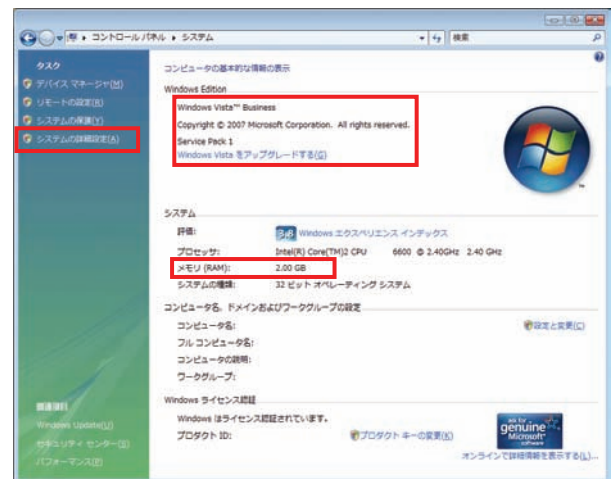 コントロール パネル ▸ システム
検索
タスク
デバイス マネージャ(M)
リモートの設定(R)
システムの保護(Y)
システムの詳細設定(A)
コンピュータの基本的な情報の表示
Windows Edition
Windows Vista™ Business
Copyright © 2007 Microsoft Corporation. All rights reserved.
Service Pack 1
Windows Vista をアップグレードする(G)
システム
評価:
Windows エクスペリエンス インデックス
プロセッサ: Intel(R) Core(TM)2 CPU 6600 @ 2.40GHz 2.40 GHz
メモリ (RAM): 2.00 GB
システムの種類: 32 ビット オペレーティング システム
コンピュータ名、ドメインおよびワークグループの設定
コンピュータ名:
設定と変更(C)
フル コンピュータ名:
コンピュータの説明:
ワークグループ:
Windows ライセンス認証
Windows はライセンス認証されています。
プロダクト ID:
プロダクト キーの変更(K)
ask for
genuine
Microsoft
software
オンラインで詳細情報を表示する(L)...
関連項目
Windows Update(U)
セキュリティ センター(S)
パフォーマンス(E)